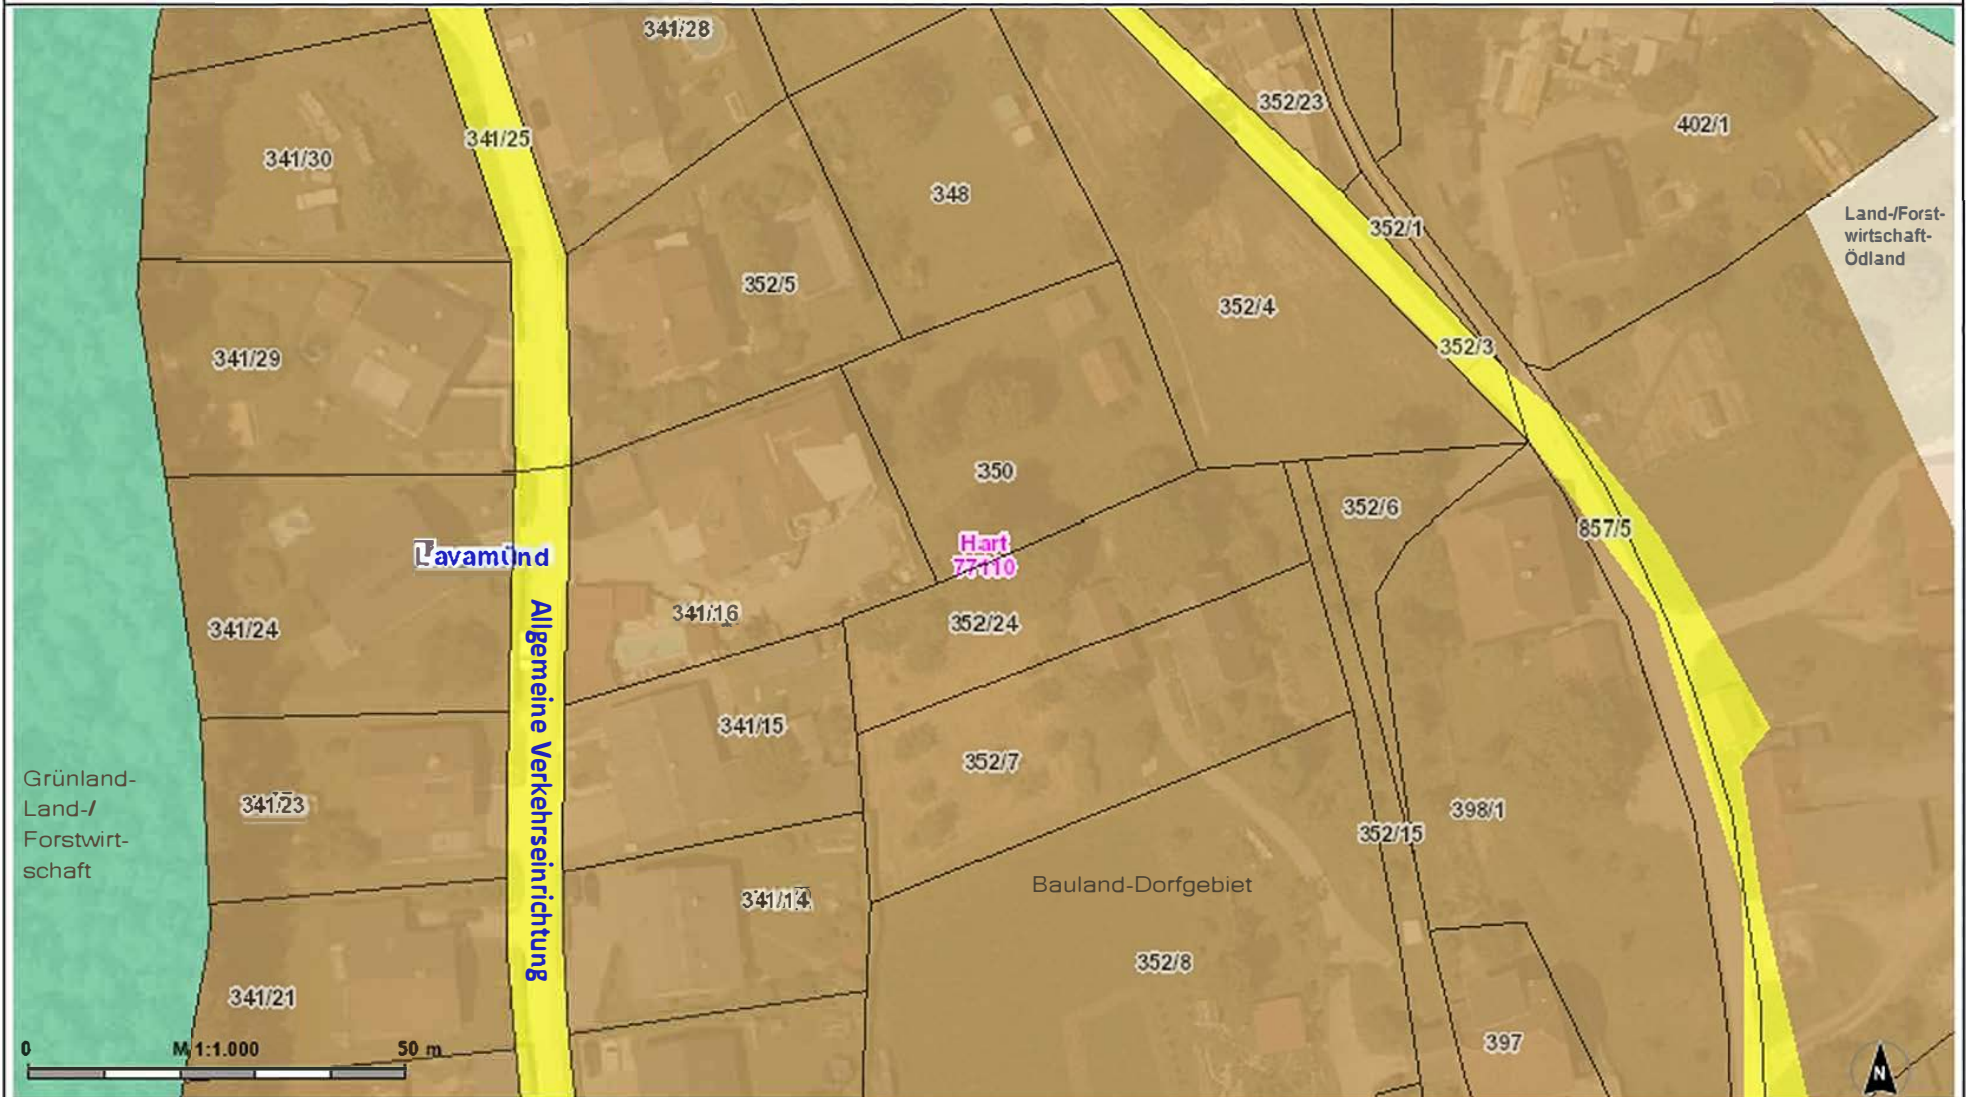 341/28
352/23
402/1
341/25
341/30
348
Land-/Forst-
wirtschaft-
Ödland
352/1
352/5
352/4
352/3
341/29
350
352/6
857/5
Hart
77110
Lavamünd
Allgemeine Verkehrseinrichtung
341/16
352/24
341/24
341/15
352/7
Grünland-
Land-/
Forstwirt-
schaft
341/23
398/1
352/15
Bauland-Dorfgebiet
341/14
352/8
341/21
397
0 M 1:1.000 50 m
N